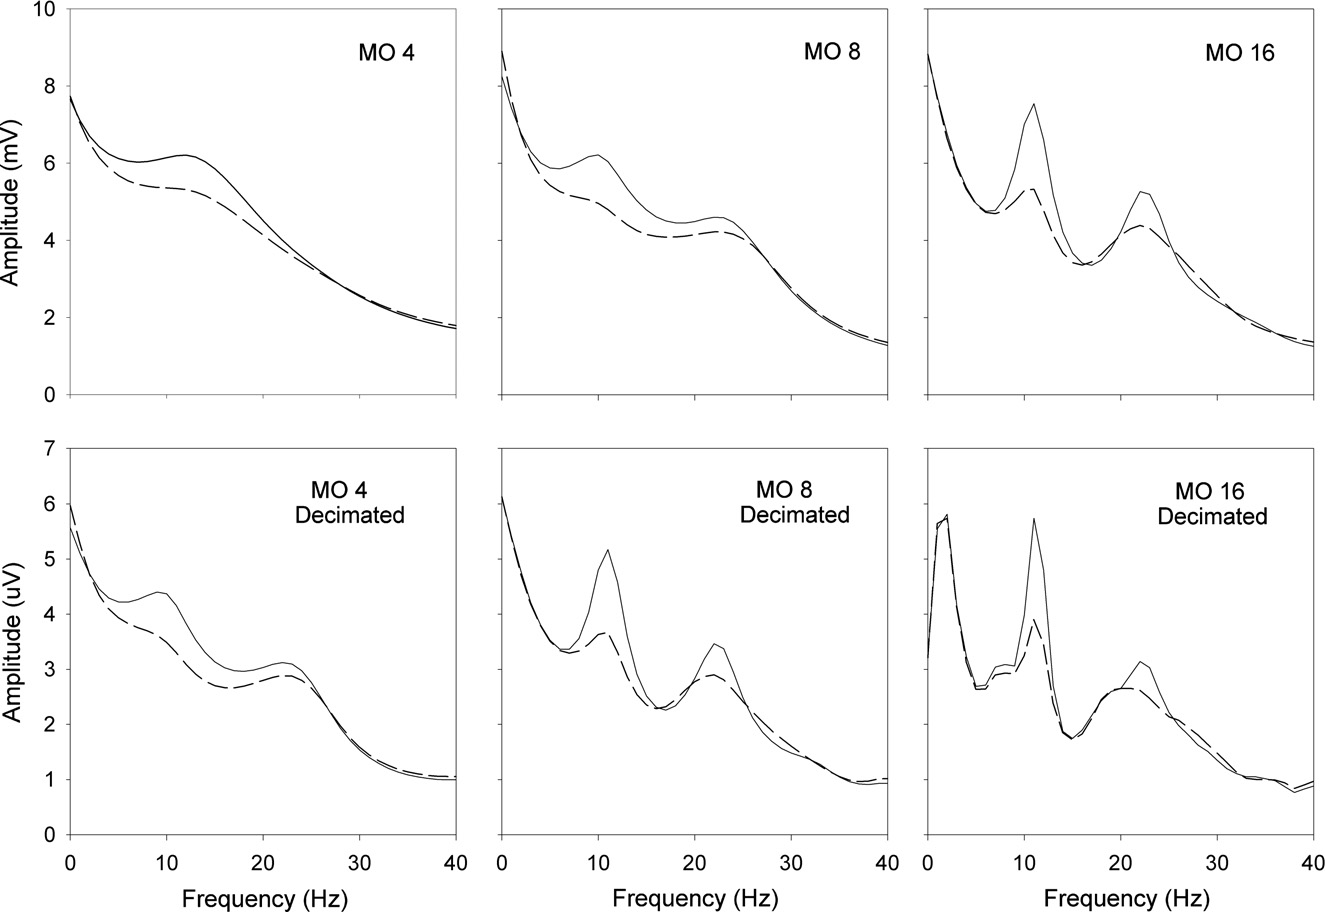 10
8
6
4
2
0
Amplitude (mV)
MO 4
MO 8
MO 16
7
6
5
4
3
2
1
0
Amplitude (uV)
MO 4
Decimated
MO 8
Decimated
MO 16
Decimated
0 10 20 30 40
0 10 20 30 40
0 10 20 30 40
Frequency (Hz)
Frequency (Hz)
Frequency (Hz)